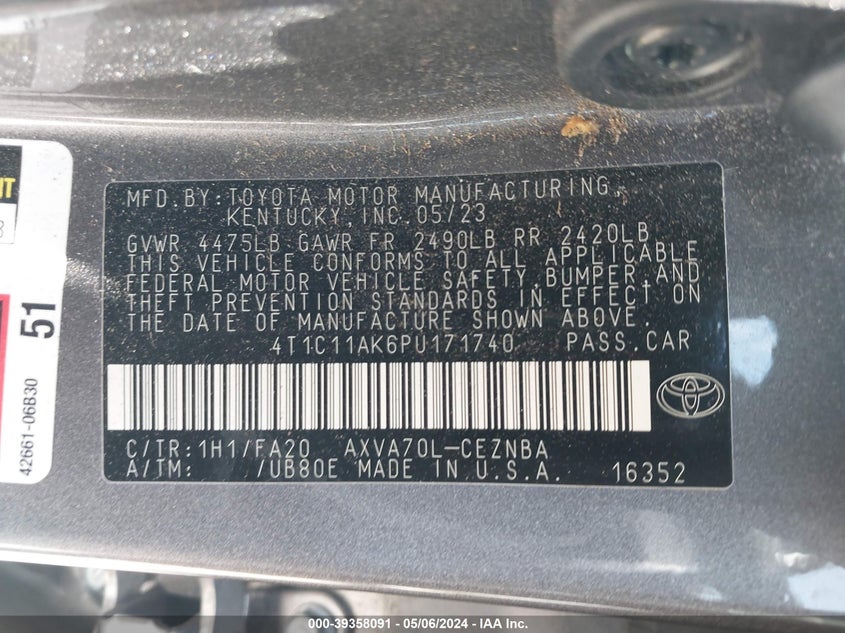 MFD. BY: TOYOTA MOTOR MANUFACTURING,
KENTUCKY, INC. 05/23
GVWR 4475LB GAWR FR 2490LB RR 2420LB
THIS VEHICLE CONFORMS TO ALL APPLICABLE
FEDERAL MOTOR VEHICLE SAFETY, BUMPER, AND
THEFT PREVENTION STANDARDS IN EFFECT ON
THE DATE OF MANUFACTURE SHOWN ABOVE.
4T1C11AK6PU171740 PASS. CAR
C/TR: 1H1/FA20 AXVA70L-CEZNBA
A/TM: /UB80E MADE IN U.S.A. 16352
51
42661-06B30
000-39358091 - 05/06/2024 - 1 of 1